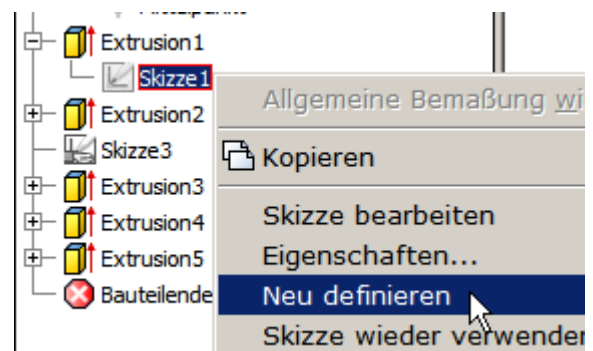 Extrusion1
Skizze1
Extrusion2
Skizze3
Extrusion3
Extrusion4
Extrusion5
Bauteilende
Allgemeine Bemaßung
Kopieren
Skizze bearbeiten
Eigenschaften...
Neu definieren
Skizze wieder verwenden